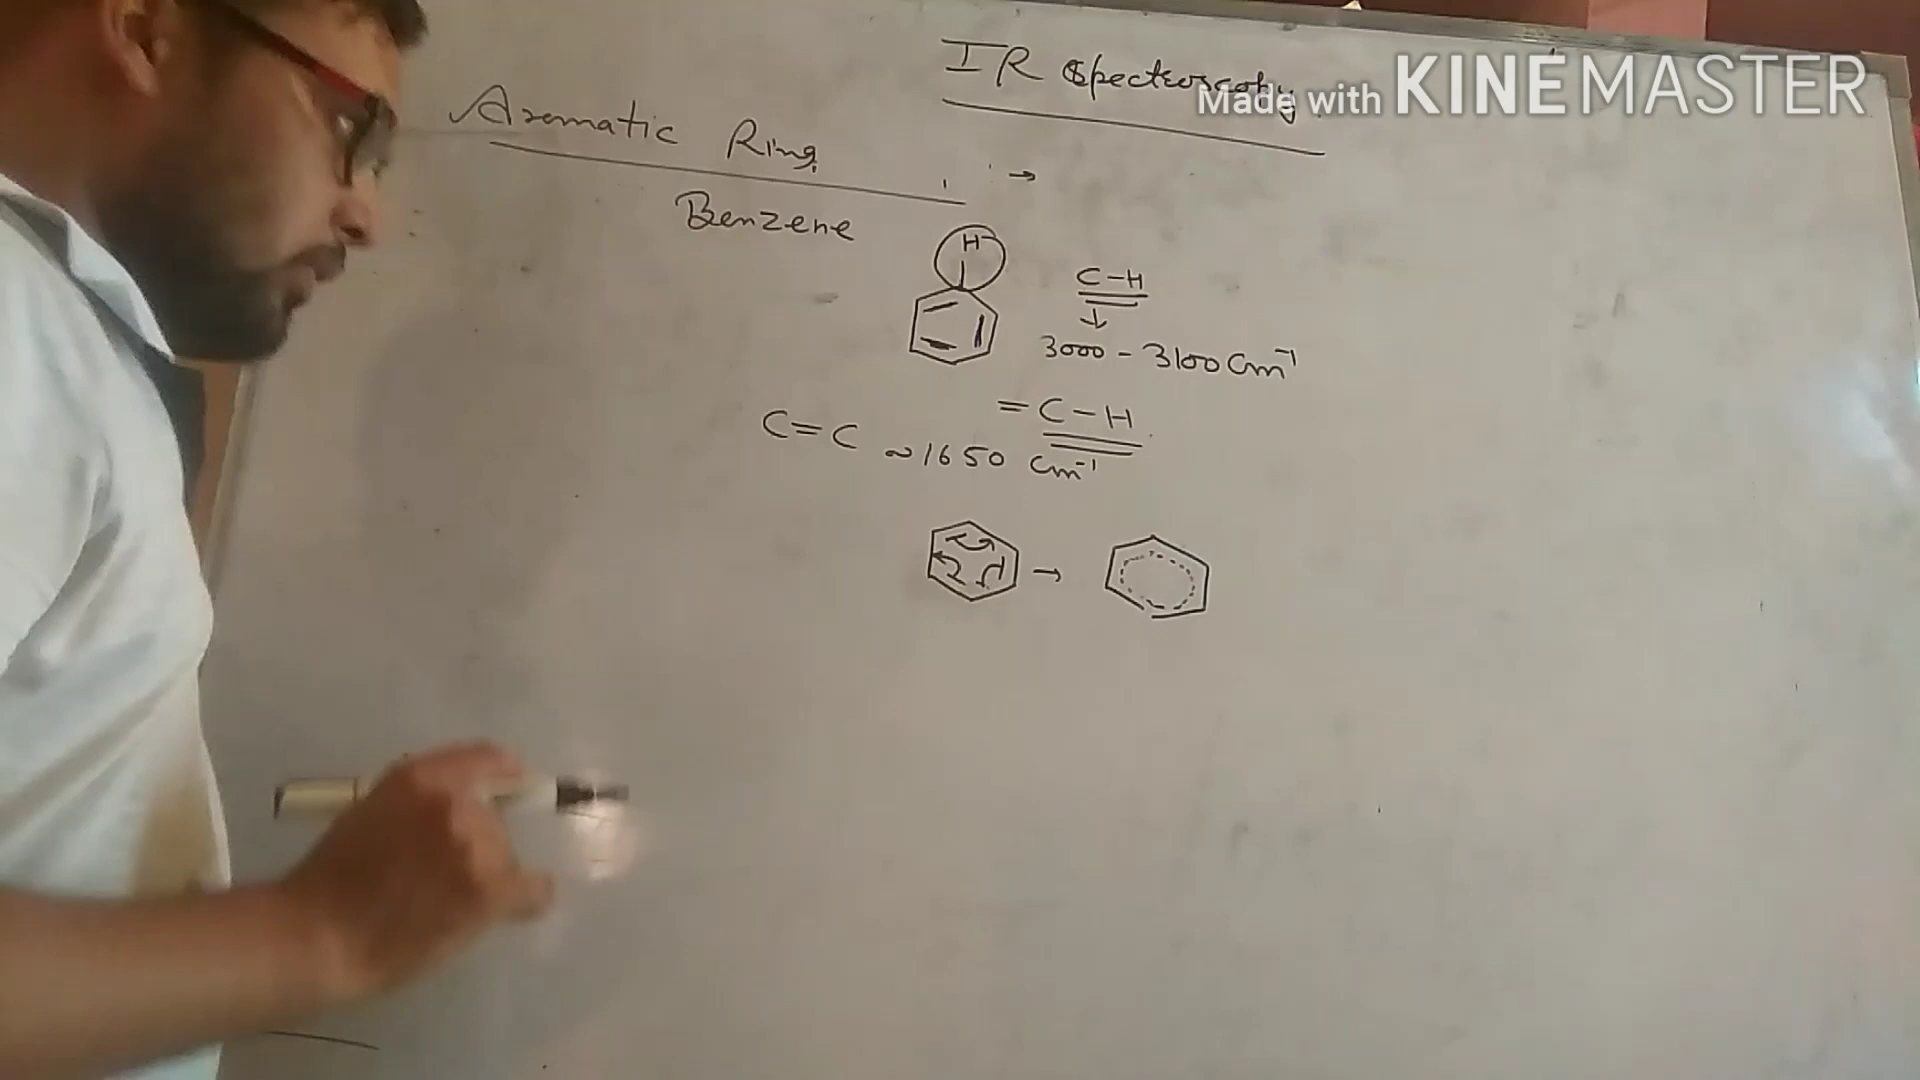 IR Spectroscopy
Made with KINEMASTER
Aromatic Ring
→
Benzene
H
C-H
↓
3000 - 3100 cm⁻¹
= C-H
C=C ~1650 cm⁻¹
→